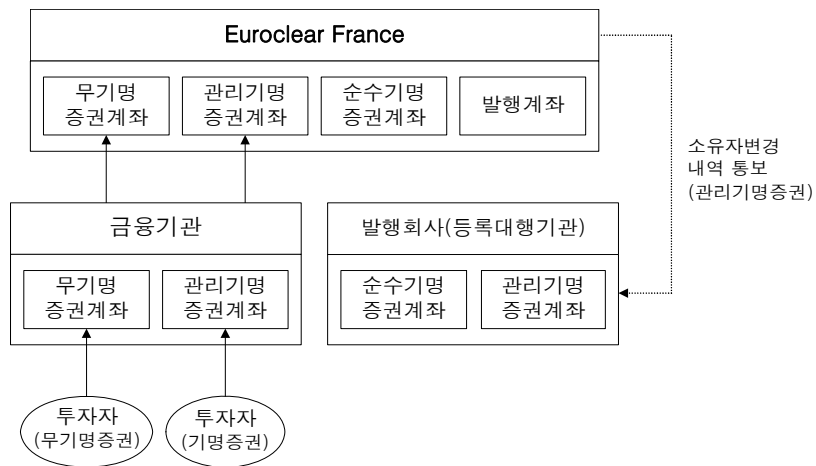 Euroclear France
무기명
증권계좌
관리기명
증권계좌
순수기명
증권계좌
발행계좌
소유자변경
내역 통보
(관리기명증권)
금융기관
무기명
증권계좌
관리기명
증권계좌
발행회사(등록대행기관)
순수기명
증권계좌
관리기명
증권계좌
투자자
(무기명증권)
투자자
(기명증권)